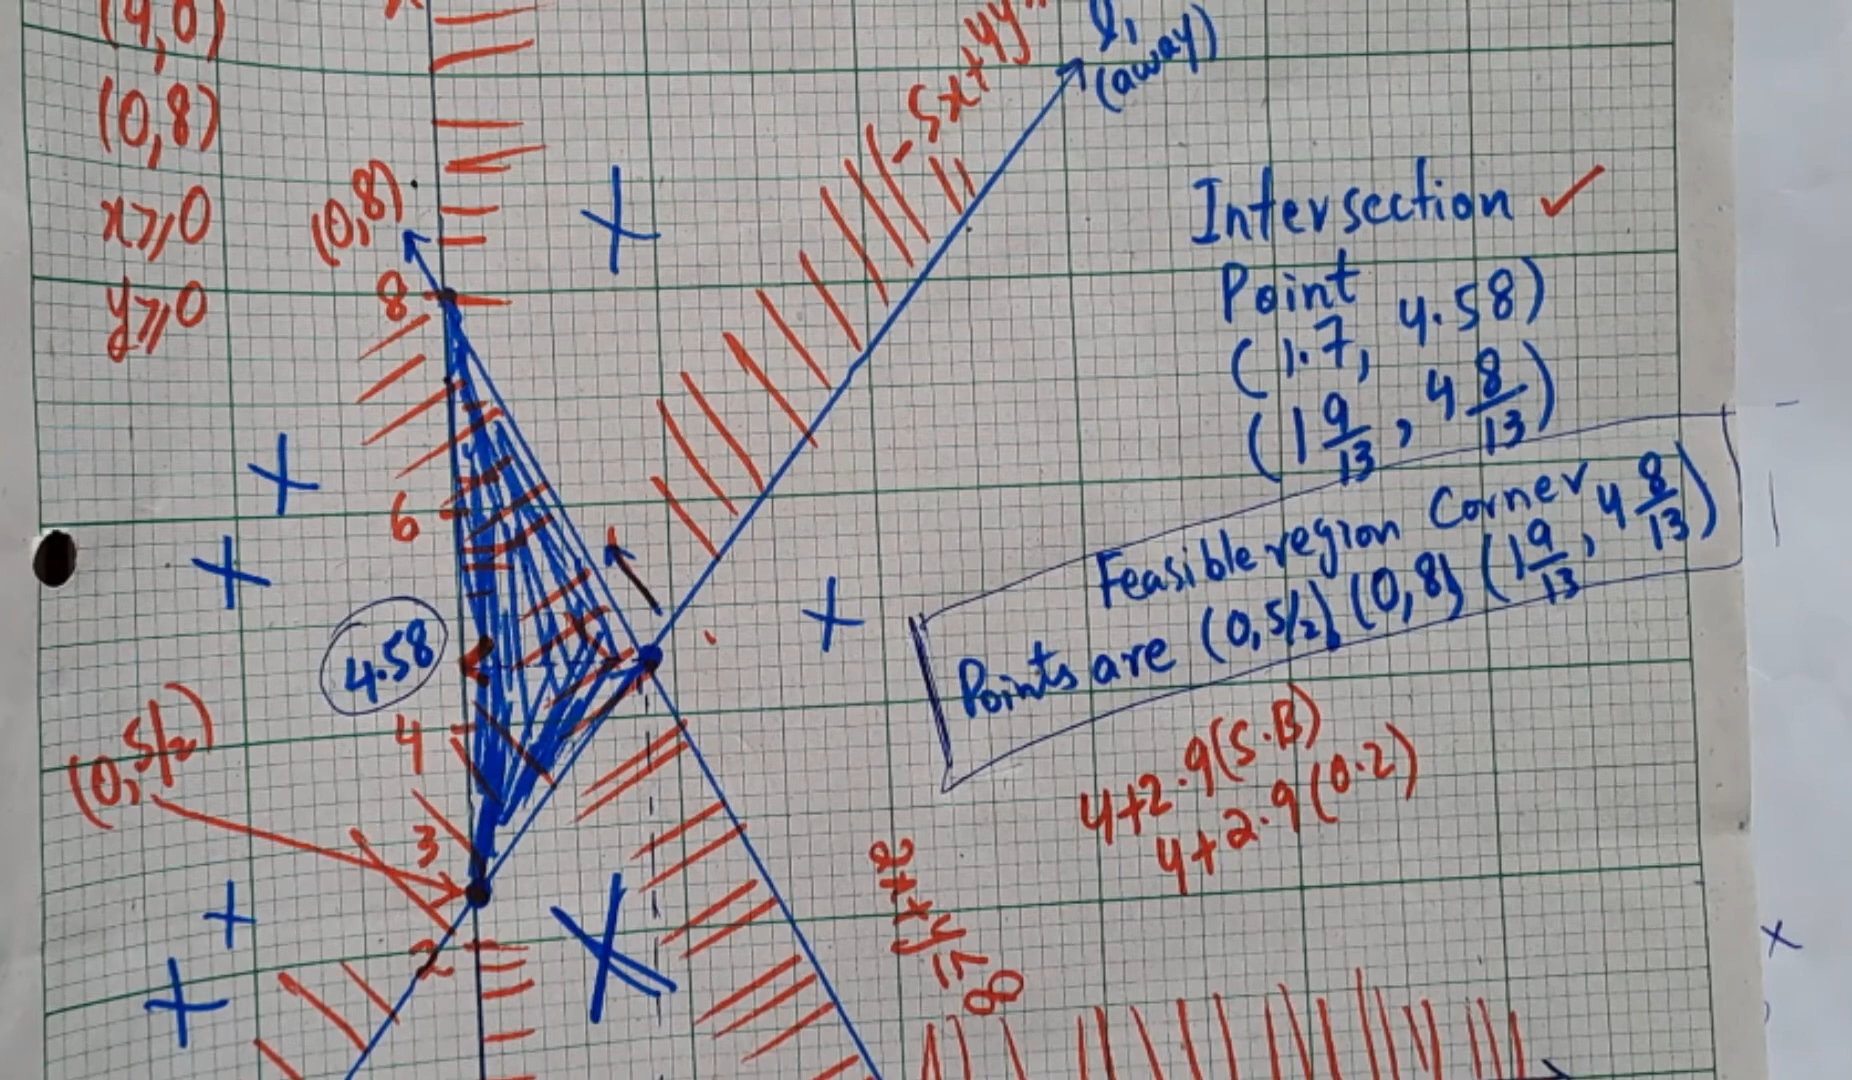 (4,0)
(0,8)
x≥0
y≥0
(0,8)
8
6
4.58
4
(0,5/2)
3
2
-5x+4y
l₁
(away)
Intersection ✓
Point
(1.7, 4.58)
(1 9/13, 4 8/13)
Feasible region Corner
Points are (0,5/2), (0,8), (1 9/13, 4 8/13)
4+2.9(S.B)
4+2.9(0.2)
2x+y≤8